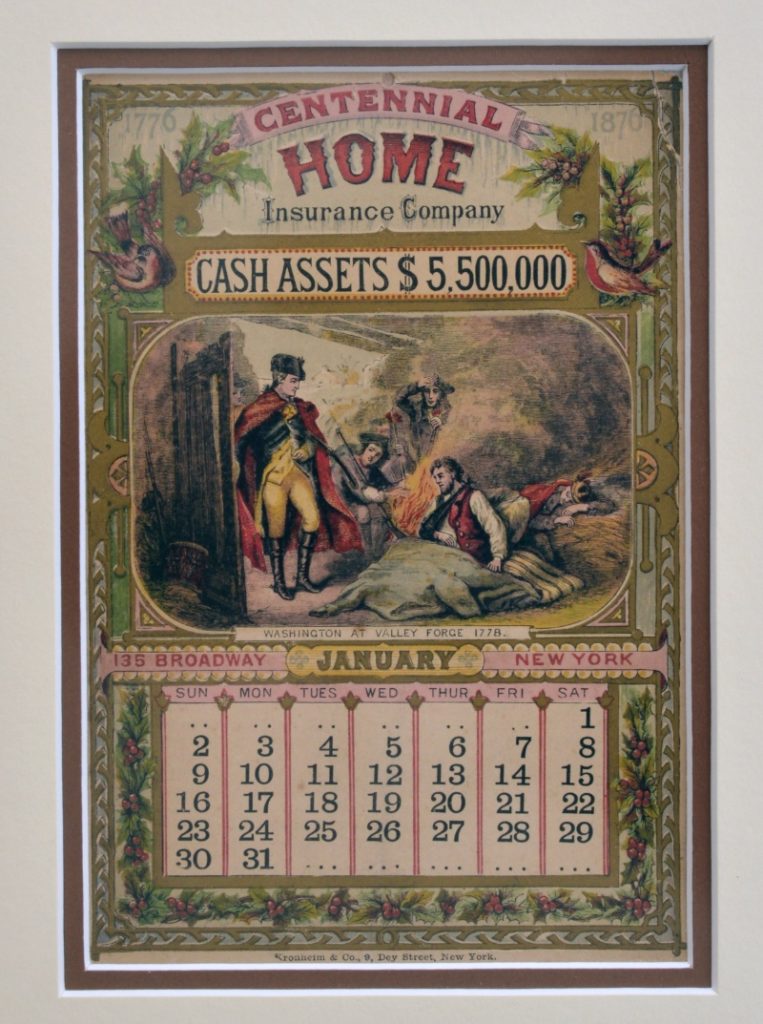 1776 CENTENNIAL 1876
HOME
Insurance Company
CASH ASSETS $ 5,500,000
WASHINGTON AT VALLEY FORGE 1778.
135 BROADWAY JANUARY NEW YORK
SUN MON TUES WED THUR FRI SAT
.. .. .. .. .. .. 1
2 3 4 5 6 7 8
9 10 11 12 13 14 15
16 17 18 19 20 21 22
23 24 25 26 27 28 29
30 31 ... ... ... ... ...
Kronheim & Co., 9, Dey Street, New York.